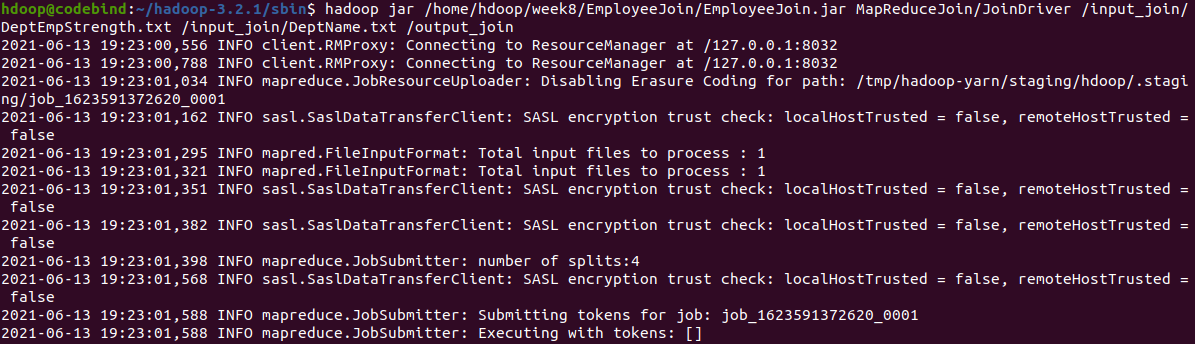 hdoop@codebind:~/hadoop-3.2.1/sbin$ hadoop jar /home/hdoop/week8/EmployeeJoin/EmployeeJoin.jar MapReduceJoin/JoinDriver /input_join/
DeptEmpStrength.txt /input_join/DeptName.txt /output_join
2021-06-13 19:23:00,556 INFO client.RMProxy: Connecting to ResourceManager at /127.0.0.1:8032
2021-06-13 19:23:00,788 INFO client.RMProxy: Connecting to ResourceManager at /127.0.0.1:8032
2021-06-13 19:23:01,034 INFO mapreduce.JobResourceUploader: Disabling Erasure Coding for path: /tmp/hadoop-yarn/staging/hdoop/.stagi
ng/job_1623591372620_0001
2021-06-13 19:23:01,162 INFO sasl.SaslDataTransferClient: SASL encryption trust check: localHostTrusted = false, remoteHostTrusted =
 false
2021-06-13 19:23:01,295 INFO mapred.FileInputFormat: Total input files to process : 1
2021-06-13 19:23:01,321 INFO mapred.FileInputFormat: Total input files to process : 1
2021-06-13 19:23:01,351 INFO sasl.SaslDataTransferClient: SASL encryption trust check: localHostTrusted = false, remoteHostTrusted =
 false
2021-06-13 19:23:01,382 INFO sasl.SaslDataTransferClient: SASL encryption trust check: localHostTrusted = false, remoteHostTrusted =
 false
2021-06-13 19:23:01,398 INFO mapreduce.JobSubmitter: number of splits:4
2021-06-13 19:23:01,568 INFO sasl.SaslDataTransferClient: SASL encryption trust check: localHostTrusted = false, remoteHostTrusted =
 false
2021-06-13 19:23:01,588 INFO mapreduce.JobSubmitter: Submitting tokens for job: job_1623591372620_0001
2021-06-13 19:23:01,588 INFO mapreduce.JobSubmitter: Executing with tokens: []